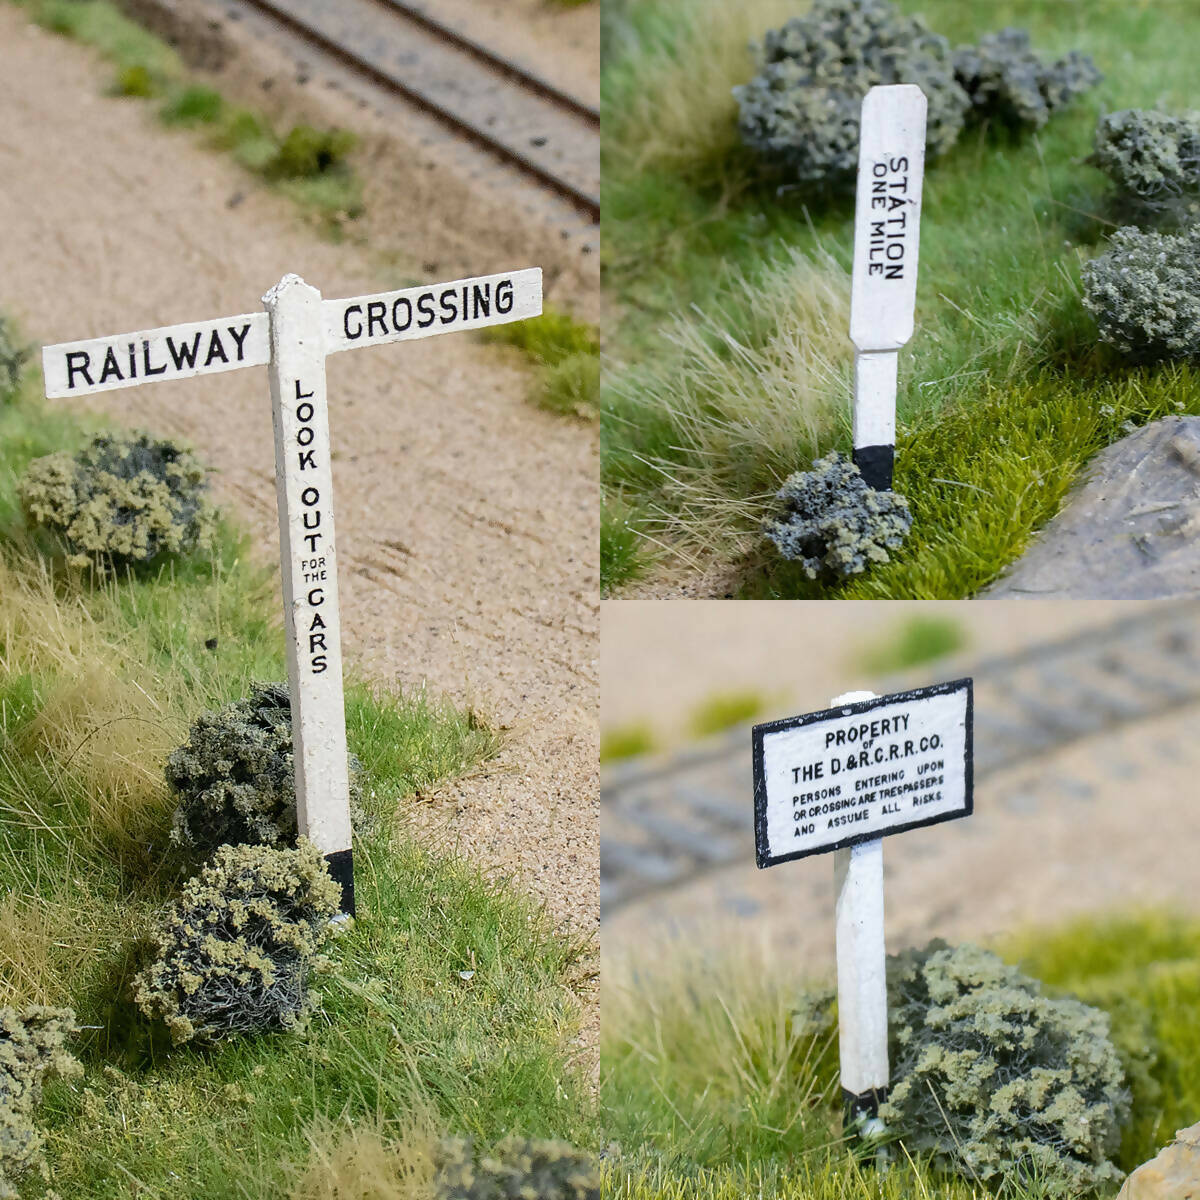 RAILWAY CROSSING
LOOK OUT FOR THE CARS
STATION
ONE MILE
PROPERTY
OF
THE D.&R.G.R.R.CO.
PERSONS ENTERING UPON
OR CROSSING ARE TRESPASSERS
AND ASSUME ALL RISKS.